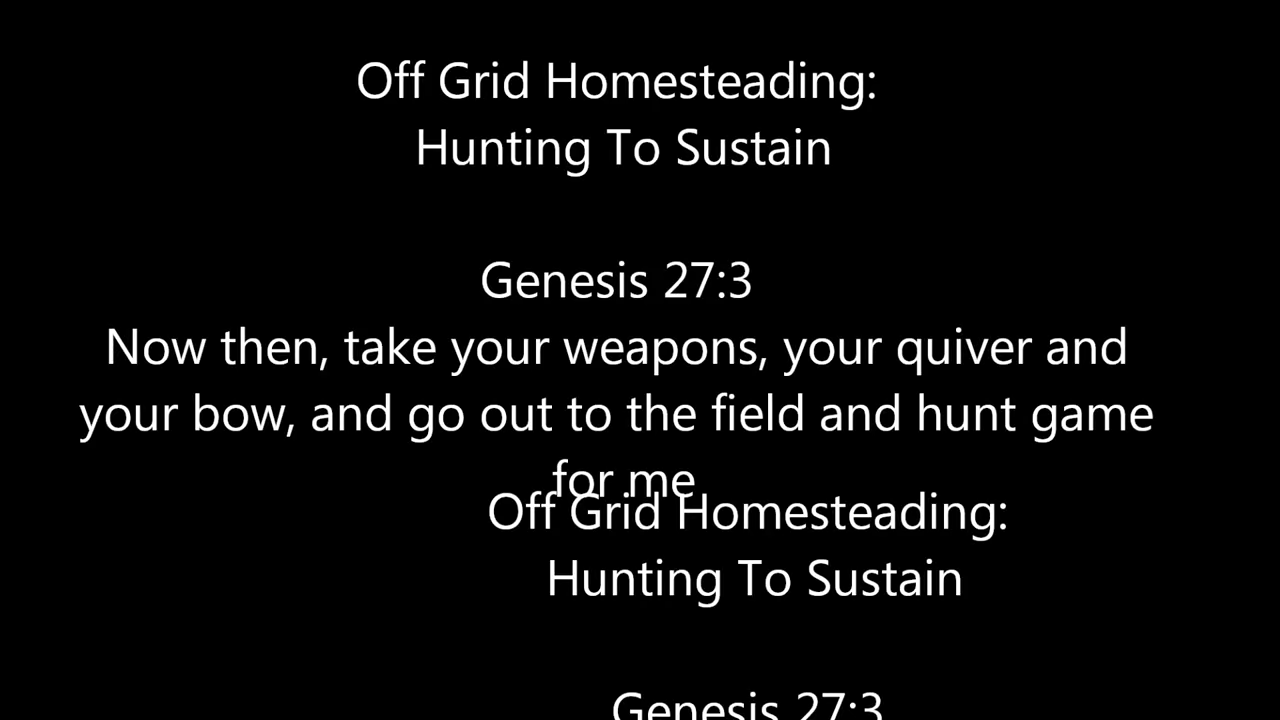 Off Grid Homesteading:
Hunting To Sustain
Genesis 27:3
Now then, take your weapons, your quiver and
your bow, and go out to the field and hunt game
for me
Off Grid Homesteading:
Hunting To Sustain
Genesis 27:3